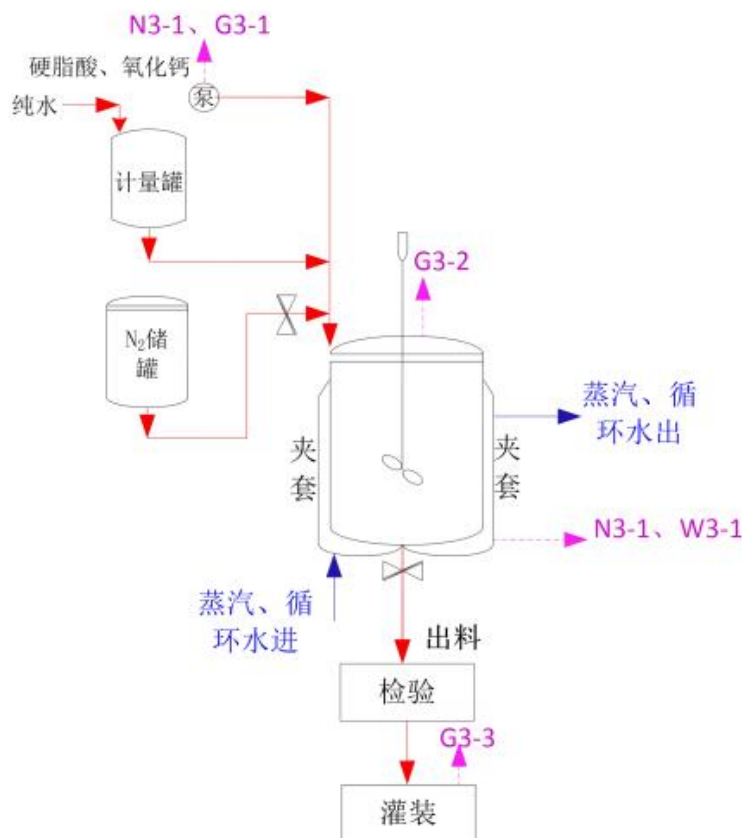 N3-1、G3-1
硬脂酸、氧化钙
泵
纯水
计量罐
G3-2
N₂储
罐
蒸汽、循
环水出
夹
套
夹
套
N3-1、W3-1
蒸汽、循
环水进
出料
检验
G3-3
灌装